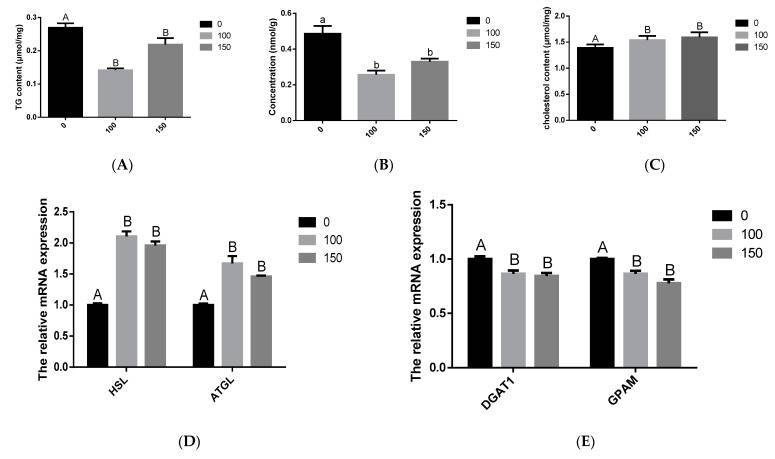 TG content (μmol/mg)
0.3
0.2
0.1
0.0
A
B
B
0
100
150
0
100
150
(A)
Concentration (nmol/g)
0.6
0.4
0.2
0.0
a
b
b
0
100
150
0
100
150
(B)
cholesterol content (μmol/mg)
2.0
1.5
1.0
0.5
0.0
A
B
B
0
100
150
0
100
150
(C)
The relative mRNA expression
2.5
2.0
1.5
1.0
0.5
0.0
A
B
B
A
B
B
HSL
ATGL
0
100
150
(D)
The relative mRNA expression
1.5
1.0
0.5
0.0
A
B
B
A
B
B
DGAT1
GPAM
0
100
150
(E)